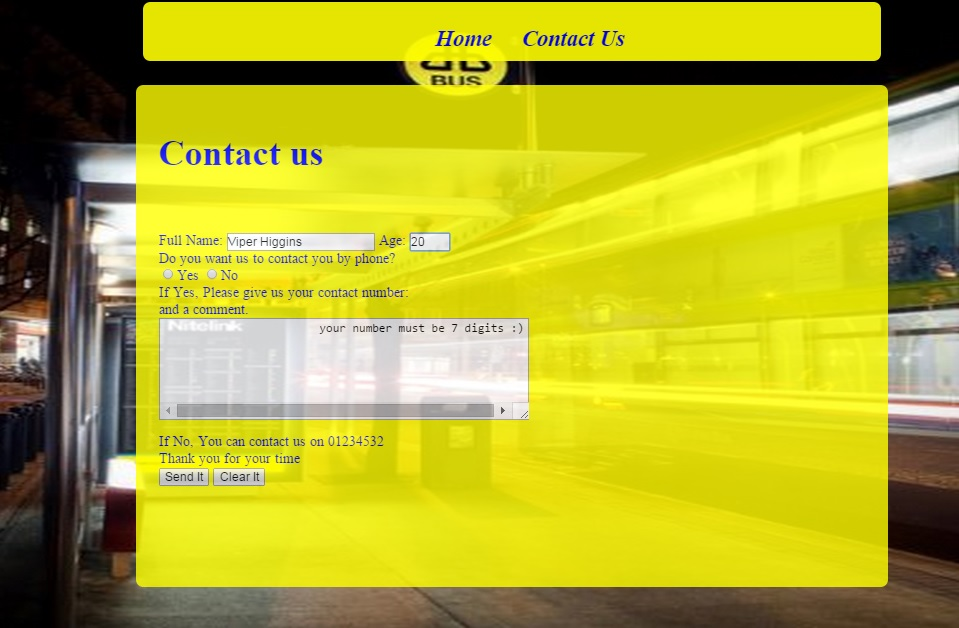 Home Contact Us
BUS
Contact us
Full Name: Viper Higgins Age: 20
Do you want us to contact you by phone?
Yes No
If Yes, Please give us your contact number:
and a comment.
Nitelink
your number must be 7 digits :)
If No, You can contact us on 01234532
Thank you for your time
Send It Clear It